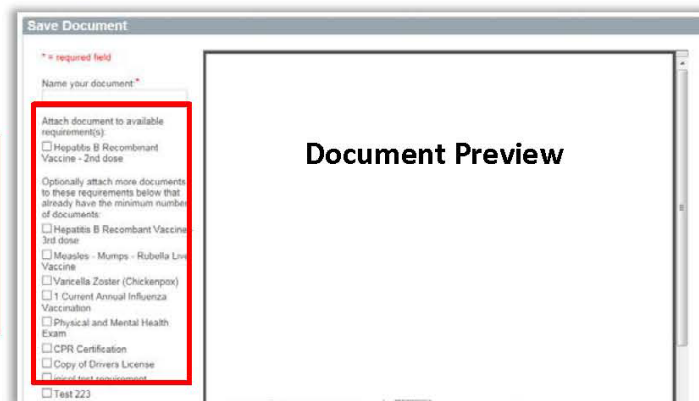 Save Document
* = required field
Name your document:*
Attach document to available
requirement(s):
Hepatitis B Recombinant
Vaccine - 2nd dose
Optionally attach more documents
to these requirements below that
already have the minimum number
of documents:
Hepatitis B Recombant Vaccine -
3rd dose
Measles - Mumps - Rubella Live
Vaccine
Varicella Zoster (Chickenpox)
1 Current Annual Influenza
Vaccination
Physical and Mental Health
Exam
CPR Certification
Copy of Drivers License
test requirement
Test 223
Document Preview